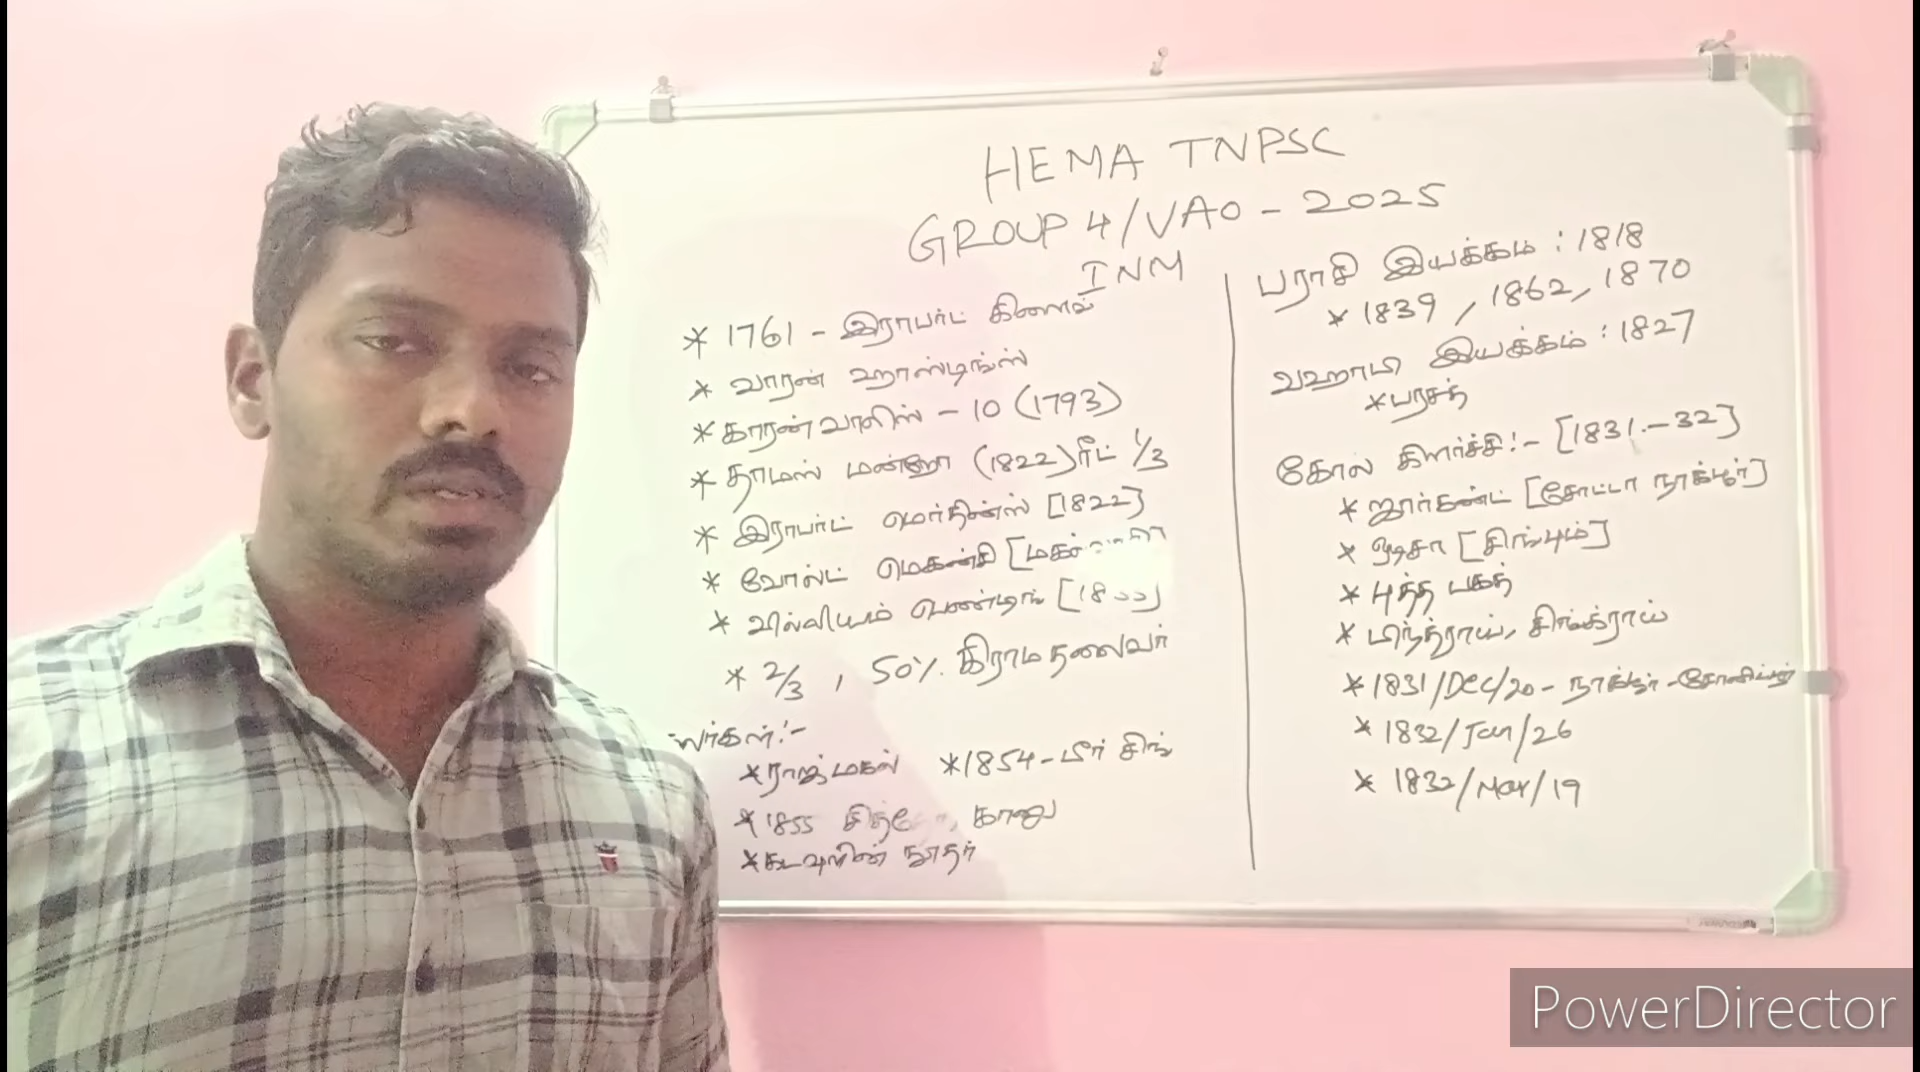 HEMA TNPSC
GROUP 4/VAO - 2025
INM
* 1761 - இராபர்ட் கிளைவ்
* வாரன் ஹாஸ்டிங்ஸ்
* காரன்வாலிஸ் - 10 (1793)
* தாமஸ் மன்றோ (1822) ரீட் 1/3
* இராபர்ட் மெர்தின்ஸ் [1822]
* ஹோல்ட் மெகன்சி
* வில்லியம் பெண்டிங்
* 2/3 , 50% கிராம தலைவர்
* ராஜ்மகல் * 1854 - பீர் சிங்
* 1855 கானு
* கடவுளின் தூதர்
பராசி இயக்கம் : 1818
* 1839 , 1862, 1870
வஹாபி இயக்கம் : 1827
* பரசத்
கோல் கிளர்ச்சி :- [1831 - 32]
* ஜார்கண்ட் [சோட்டா நாக்பூர்]
* ஒடிசா [சிங்பும்]
* புத்த பகத்
* பிந்த்ராய், சிங்க்ராய்
* 1831/Dec/20 - நாக்பூர் - சோனிப்பூர்
* 1832/Jan/26
* 1832/Mar/19
PowerDirector